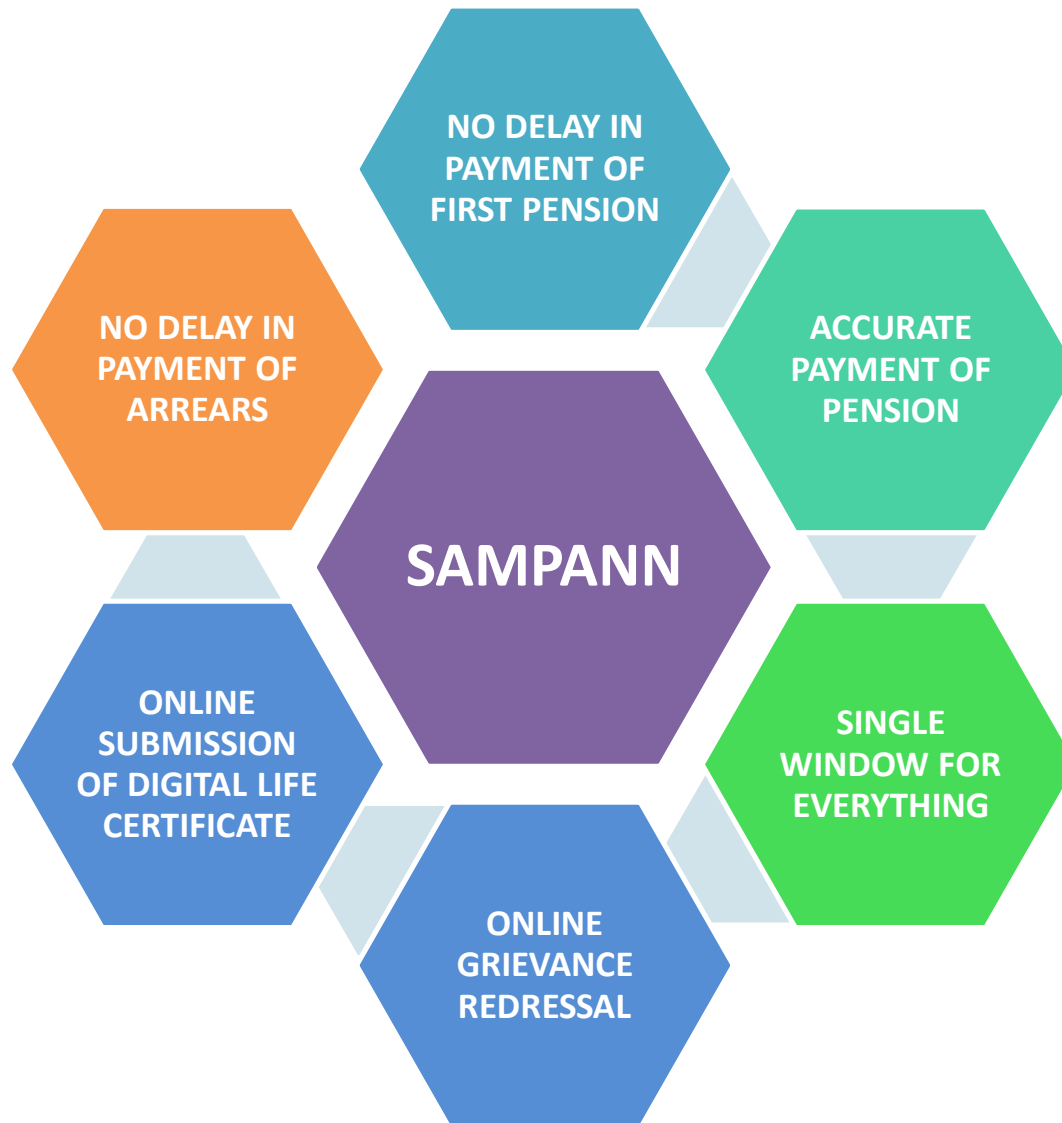 NO DELAY IN
PAYMENT OF
FIRST PENSION
NO DELAY IN
PAYMENT OF
ARREARS
ACCURATE
PAYMENT OF
PENSION
SAMPANN
ONLINE
SUBMISSION
OF DIGITAL LIFE
CERTIFICATE
SINGLE
WINDOW FOR
EVERYTHING
ONLINE
GRIEVANCE
REDRESSAL